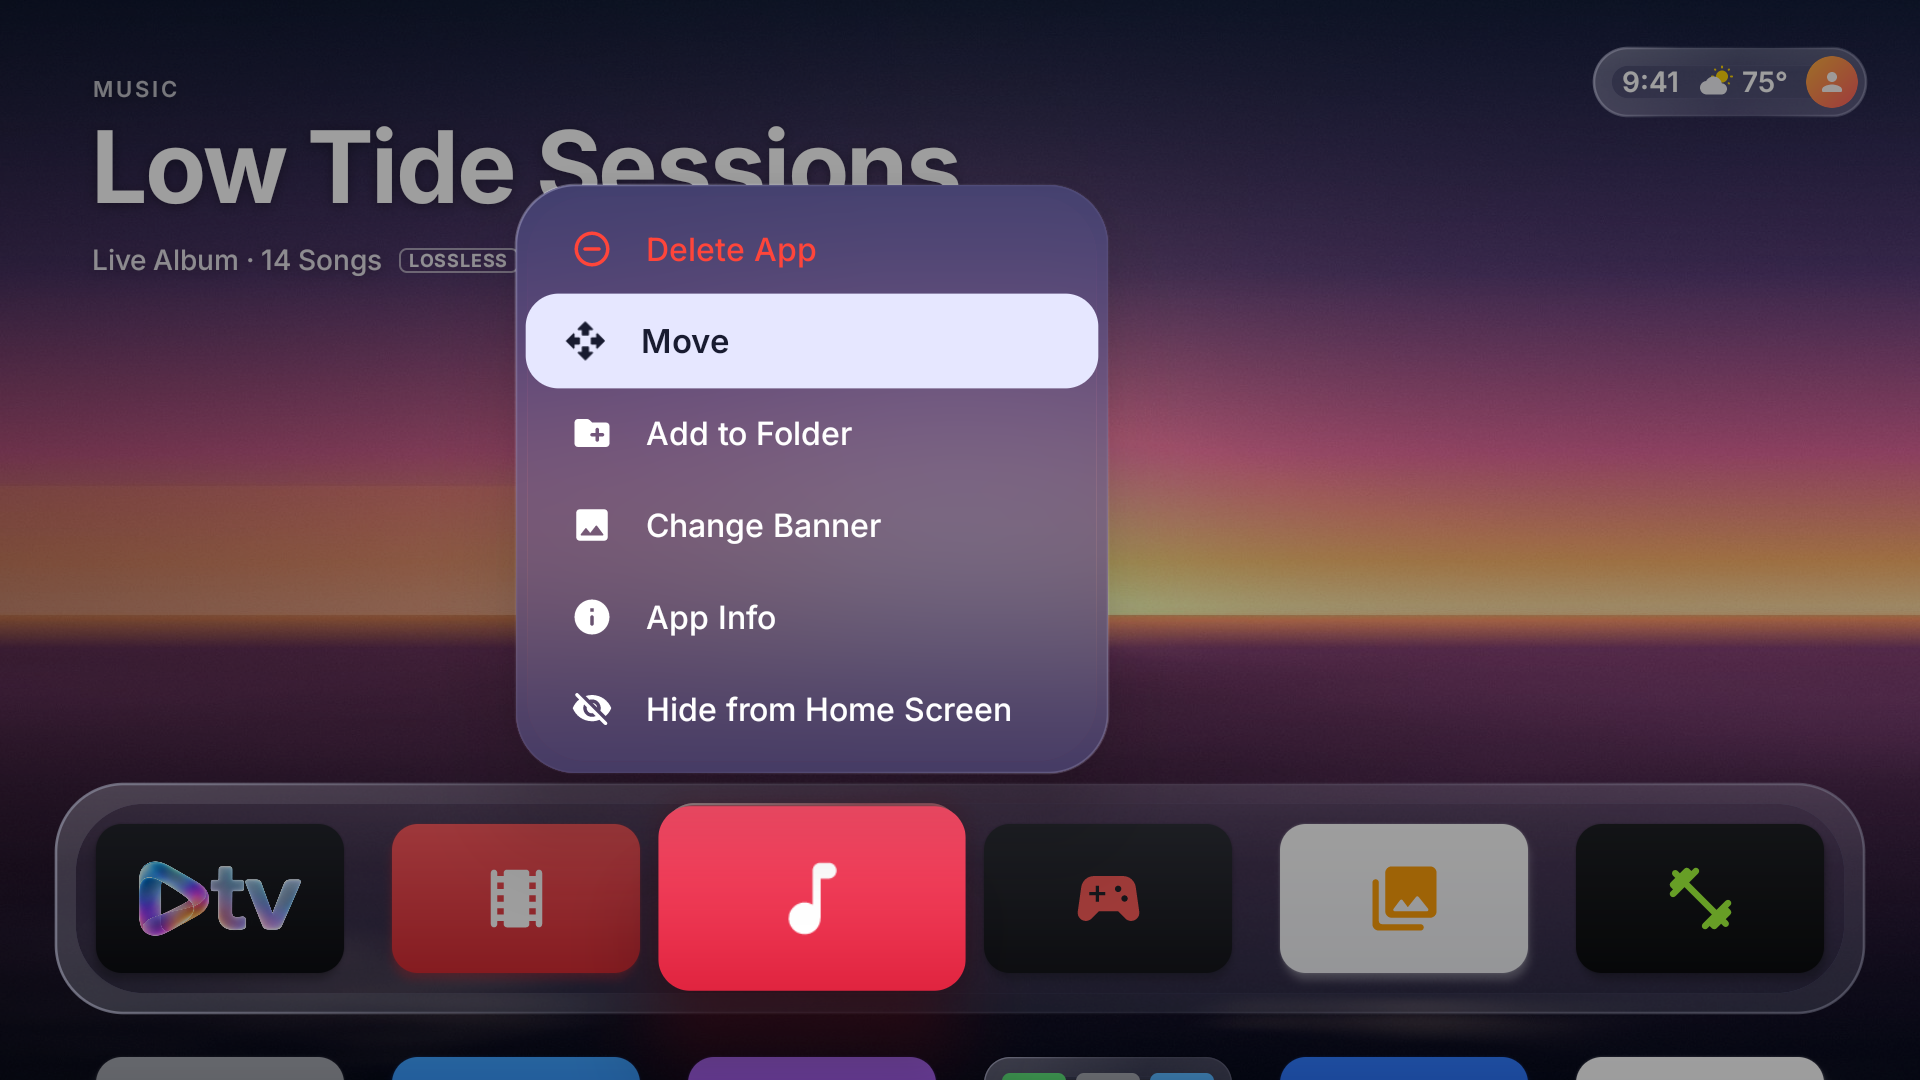 MUSIC
Low Tide Sessions
Live Album · 14 Songs LOSSLESS
9:41 75°
Delete App
Move
Add to Folder
Change Banner
App Info
Hide from Home Screen
tv